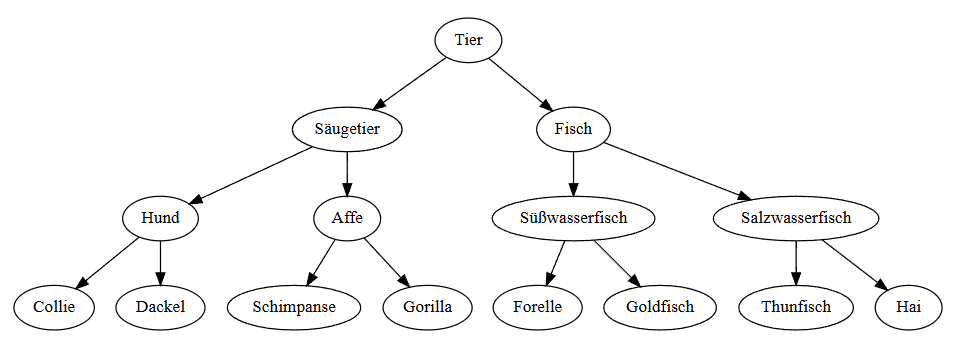 Tier
Säugetier
Fisch
Hund
Affe
Süßwasserfisch
Salzwasserfisch
Collie
Dackel
Schimpanse
Gorilla
Forelle
Goldfisch
Thunfisch
Hai